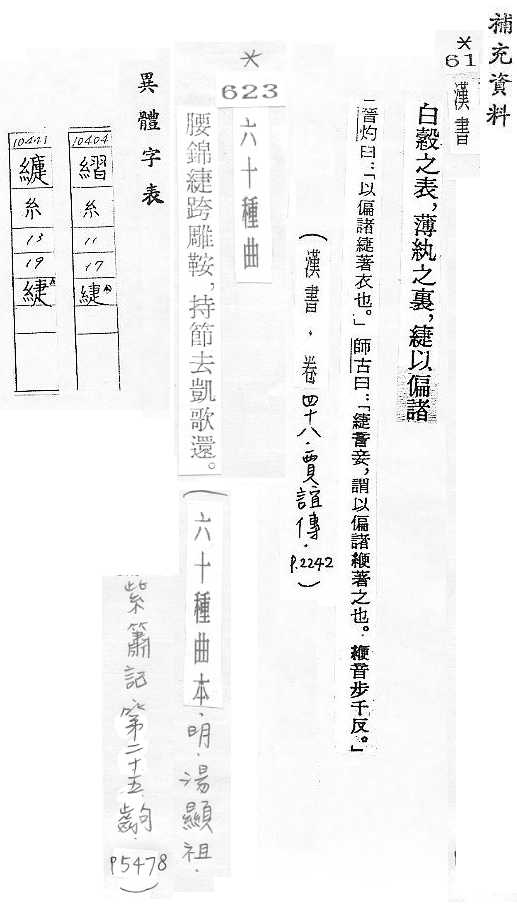 補充資料
*
61
漢書
白縠之表，薄紈之裏，緁以偏諸
晉灼曰：「以偏諸緁著衣也。」師古曰：「緁音妾，謂以偏諸緶著之也。緶音步千反。」
（漢書．卷四十八．賈誼傳．P.2242）
*
623
六十種曲
腰錦緁跨雕鞍，持節去凱歌還。
（六十種曲本．明．湯顯祖．
紫簫記第二十五齣．P5478）
異體字表
10404
糸
11
17
緁
10441
糸
13
19
緁